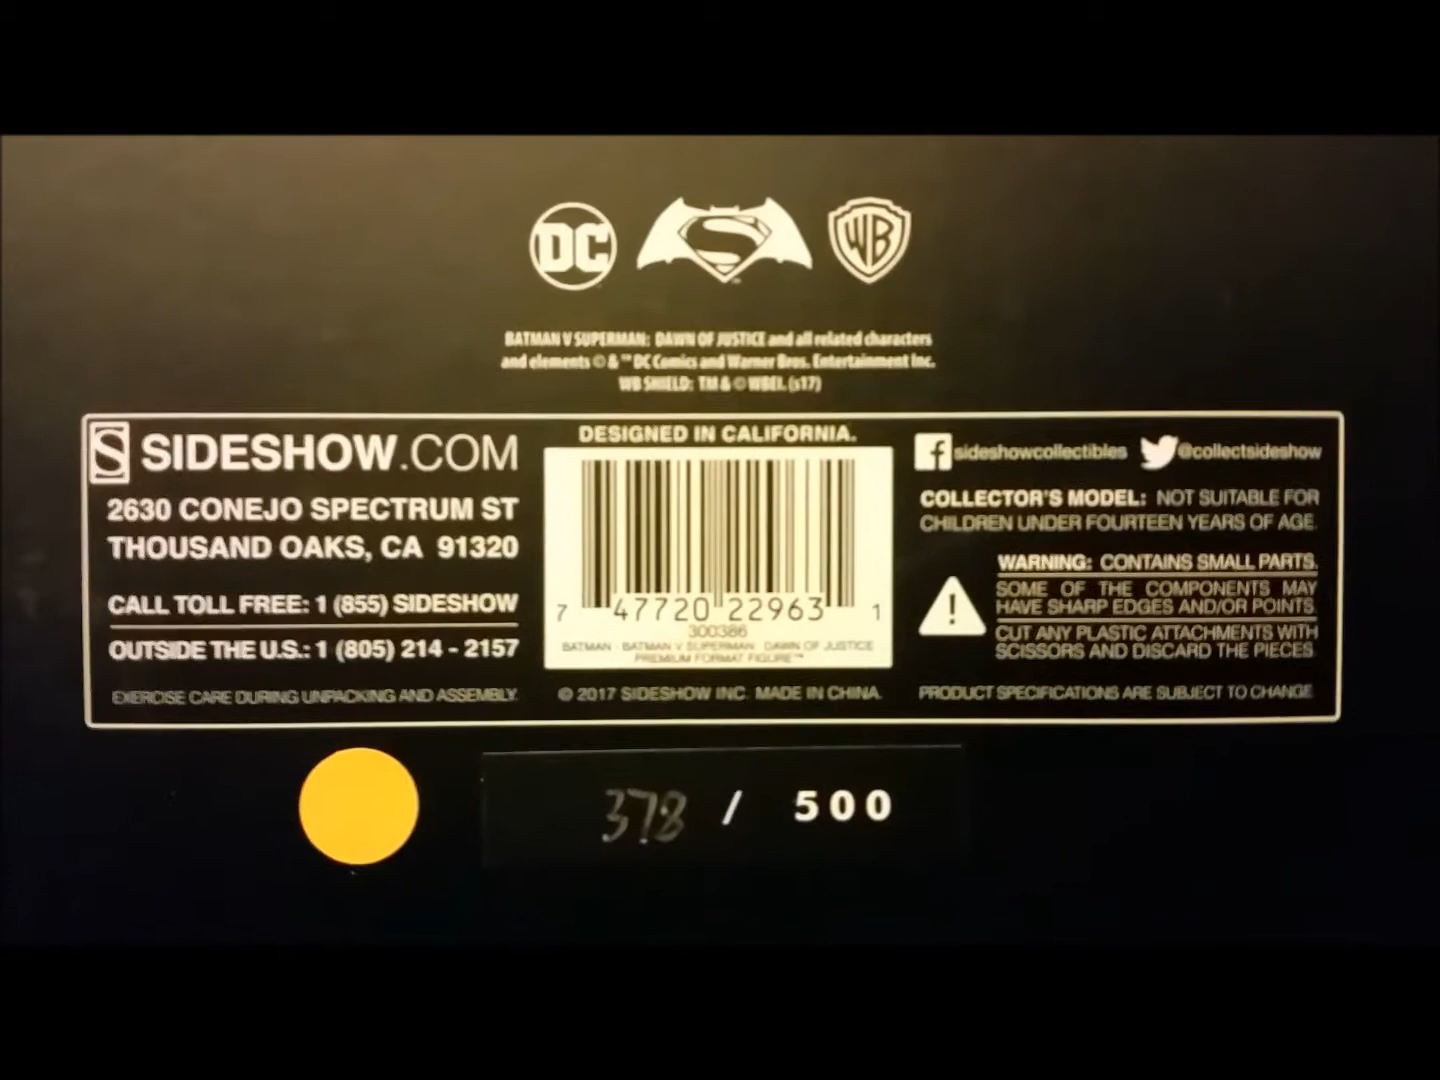 DC WB
BATMAN V SUPERMAN: DAWN OF JUSTICE and all related characters
and elements © & ™ DC Comics and Warner Bros. Entertainment Inc.
WB SHIELD: TM & © WBEI. (s17)
S SIDESHOW.COM
2630 CONEJO SPECTRUM ST
THOUSAND OAKS, CA 91320
CALL TOLL FREE: 1 (855) SIDESHOW
OUTSIDE THE U.S.: 1 (805) 214 - 2157
EXERCISE CARE DURING UNPACKING AND ASSEMBLY.
DESIGNED IN CALIFORNIA.
7 47720 22963 1
300386
BATMAN - BATMAN V SUPERMAN: DAWN OF JUSTICE
PREMIUM FORMAT FIGURE™
© 2017 SIDESHOW INC. MADE IN CHINA.
f sideshowcollectibles @collectsideshow
COLLECTOR'S MODEL: NOT SUITABLE FOR
CHILDREN UNDER FOURTEEN YEARS OF AGE.
WARNING: CONTAINS SMALL PARTS.
! SOME OF THE COMPONENTS MAY
HAVE SHARP EDGES AND/OR POINTS.
CUT ANY PLASTIC ATTACHMENTS WITH
SCISSORS AND DISCARD THE PIECES.
PRODUCT SPECIFICATIONS ARE SUBJECT TO CHANGE.
378 / 500